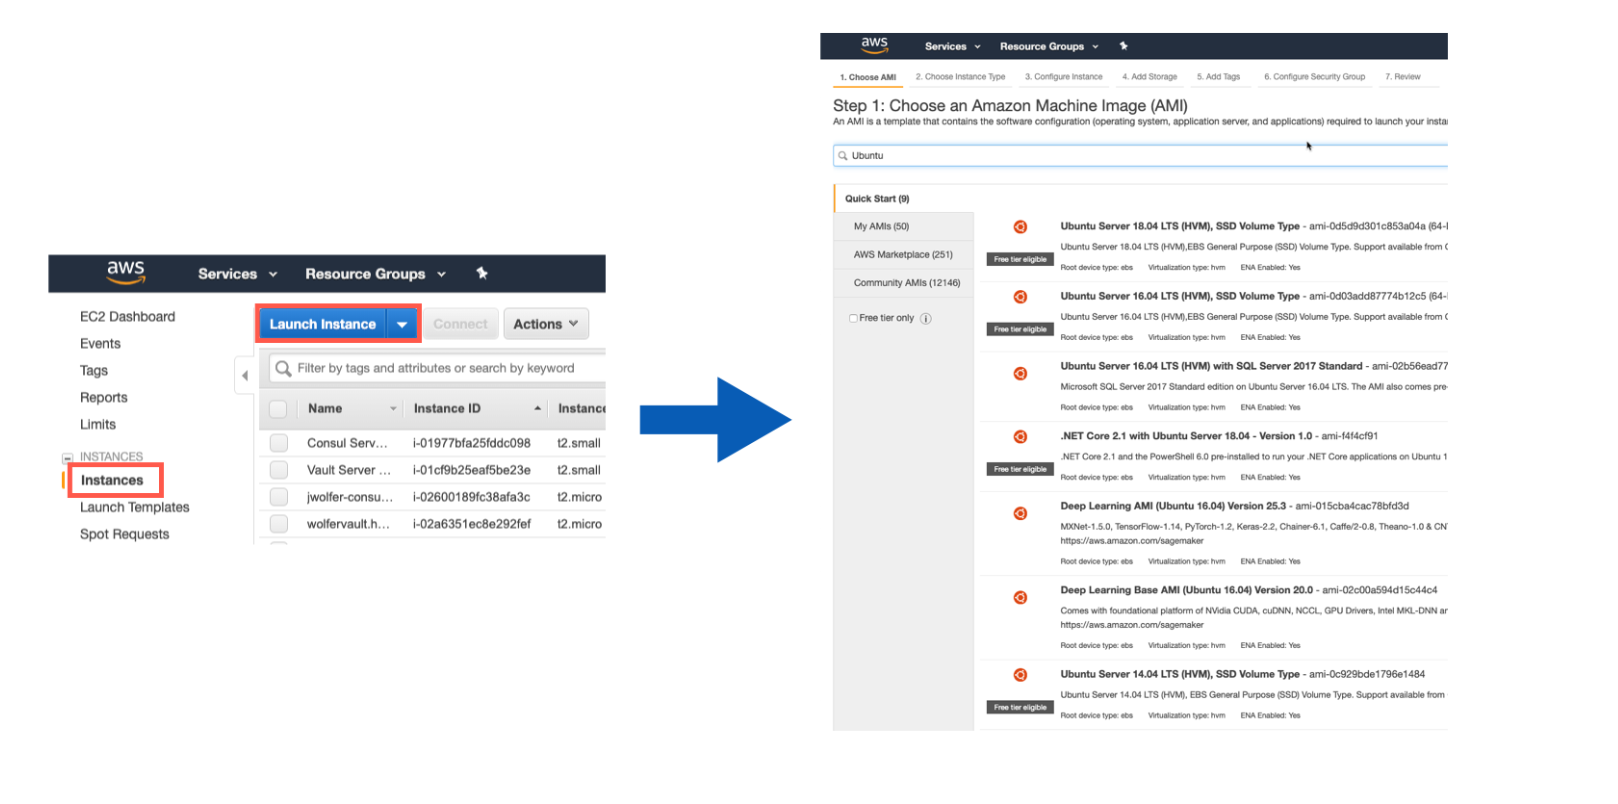 aws Services Resource Groups
EC2 Dashboard
Events
Tags
Reports
Limits
INSTANCES
Instances
Launch Templates
Spot Requests
Launch Instance Connect Actions
Filter by tags and attributes or search by keyword
Name Instance ID Instance
Consul Serv... i-01977bfa25fddc098 t2.small
Vault Server ... i-01cf9b25eaf5be23e t2.small
jwolfer-consu... i-02600189fc38afa3c t2.micro
wolfervault.h... i-02a6351ec8e292fef t2.micro
aws Services Resource Groups
1. Choose AMI 2. Choose Instance Type 3. Configure Instance 4. Add Storage 5. Add Tags 6. Configure Security Group 7. Review
Step 1: Choose an Amazon Machine Image (AMI)
An AMI is a template that contains the software configuration (operating system, application server, and applications) required to launch your insta
Ubuntu
Quick Start (9)
My AMIs (50)
AWS Marketplace (251)
Community AMIs (12146)
Free tier only
Ubuntu Server 18.04 LTS (HVM), SSD Volume Type - ami-0d5d9d301c853a04a (64-
Ubuntu Server 18.04 LTS (HVM),EBS General Purpose (SSD) Volume Type. Support available from
Free tier eligible
Root device type: ebs Virtualization type: hvm ENA Enabled: Yes
Ubuntu Server 16.04 LTS (HVM), SSD Volume Type - ami-0d03add87774b12c5 (64-
Ubuntu Server 16.04 LTS (HVM),EBS General Purpose (SSD) Volume Type. Support available from
Free tier eligible
Root device type: ebs Virtualization type: hvm ENA Enabled: Yes
Ubuntu Server 16.04 LTS (HVM) with SQL Server 2017 Standard - ami-02b56ead77
Microsoft SQL Server 2017 Standard edition on Ubuntu Server 16.04 LTS. The AMI also comes pre-
Root device type: ebs Virtualization type: hvm ENA Enabled: Yes
.NET Core 2.1 with Ubuntu Server 18.04 - Version 1.0 - ami-f4f4cf91
.NET Core 2.1 and the PowerShell 6.0 pre-installed to run your .NET Core applications on Ubuntu 1
Free tier eligible
Root device type: ebs Virtualization type: hvm ENA Enabled: Yes
Deep Learning AMI (Ubuntu 16.04) Version 25.3 - ami-015cba4cac78bfd3d
MXNet-1.5.0, TensorFlow-1.14, PyTorch-1.2, Keras-2.2, Chainer-6.1, Caffe/2-0.8, Theano-1.0 & CN
https://aws.amazon.com/sagemaker
Root device type: ebs Virtualization type: hvm ENA Enabled: Yes
Deep Learning Base AMI (Ubuntu 16.04) Version 20.0 - ami-02c00a594d15c44c4
Comes with foundational platform of NVidia CUDA, cuDNN, NCCL, GPU Drivers, Intel MKL-DNN ar
https://aws.amazon.com/sagemaker
Root device type: ebs Virtualization type: hvm ENA Enabled: Yes
Ubuntu Server 14.04 LTS (HVM), SSD Volume Type - ami-0c929bde1796e1484
Ubuntu Server 14.04 LTS (HVM), EBS General Purpose (SSD) Volume Type. Support available from
Free tier eligible
Root device type: ebs Virtualization type: hvm ENA Enabled: Yes